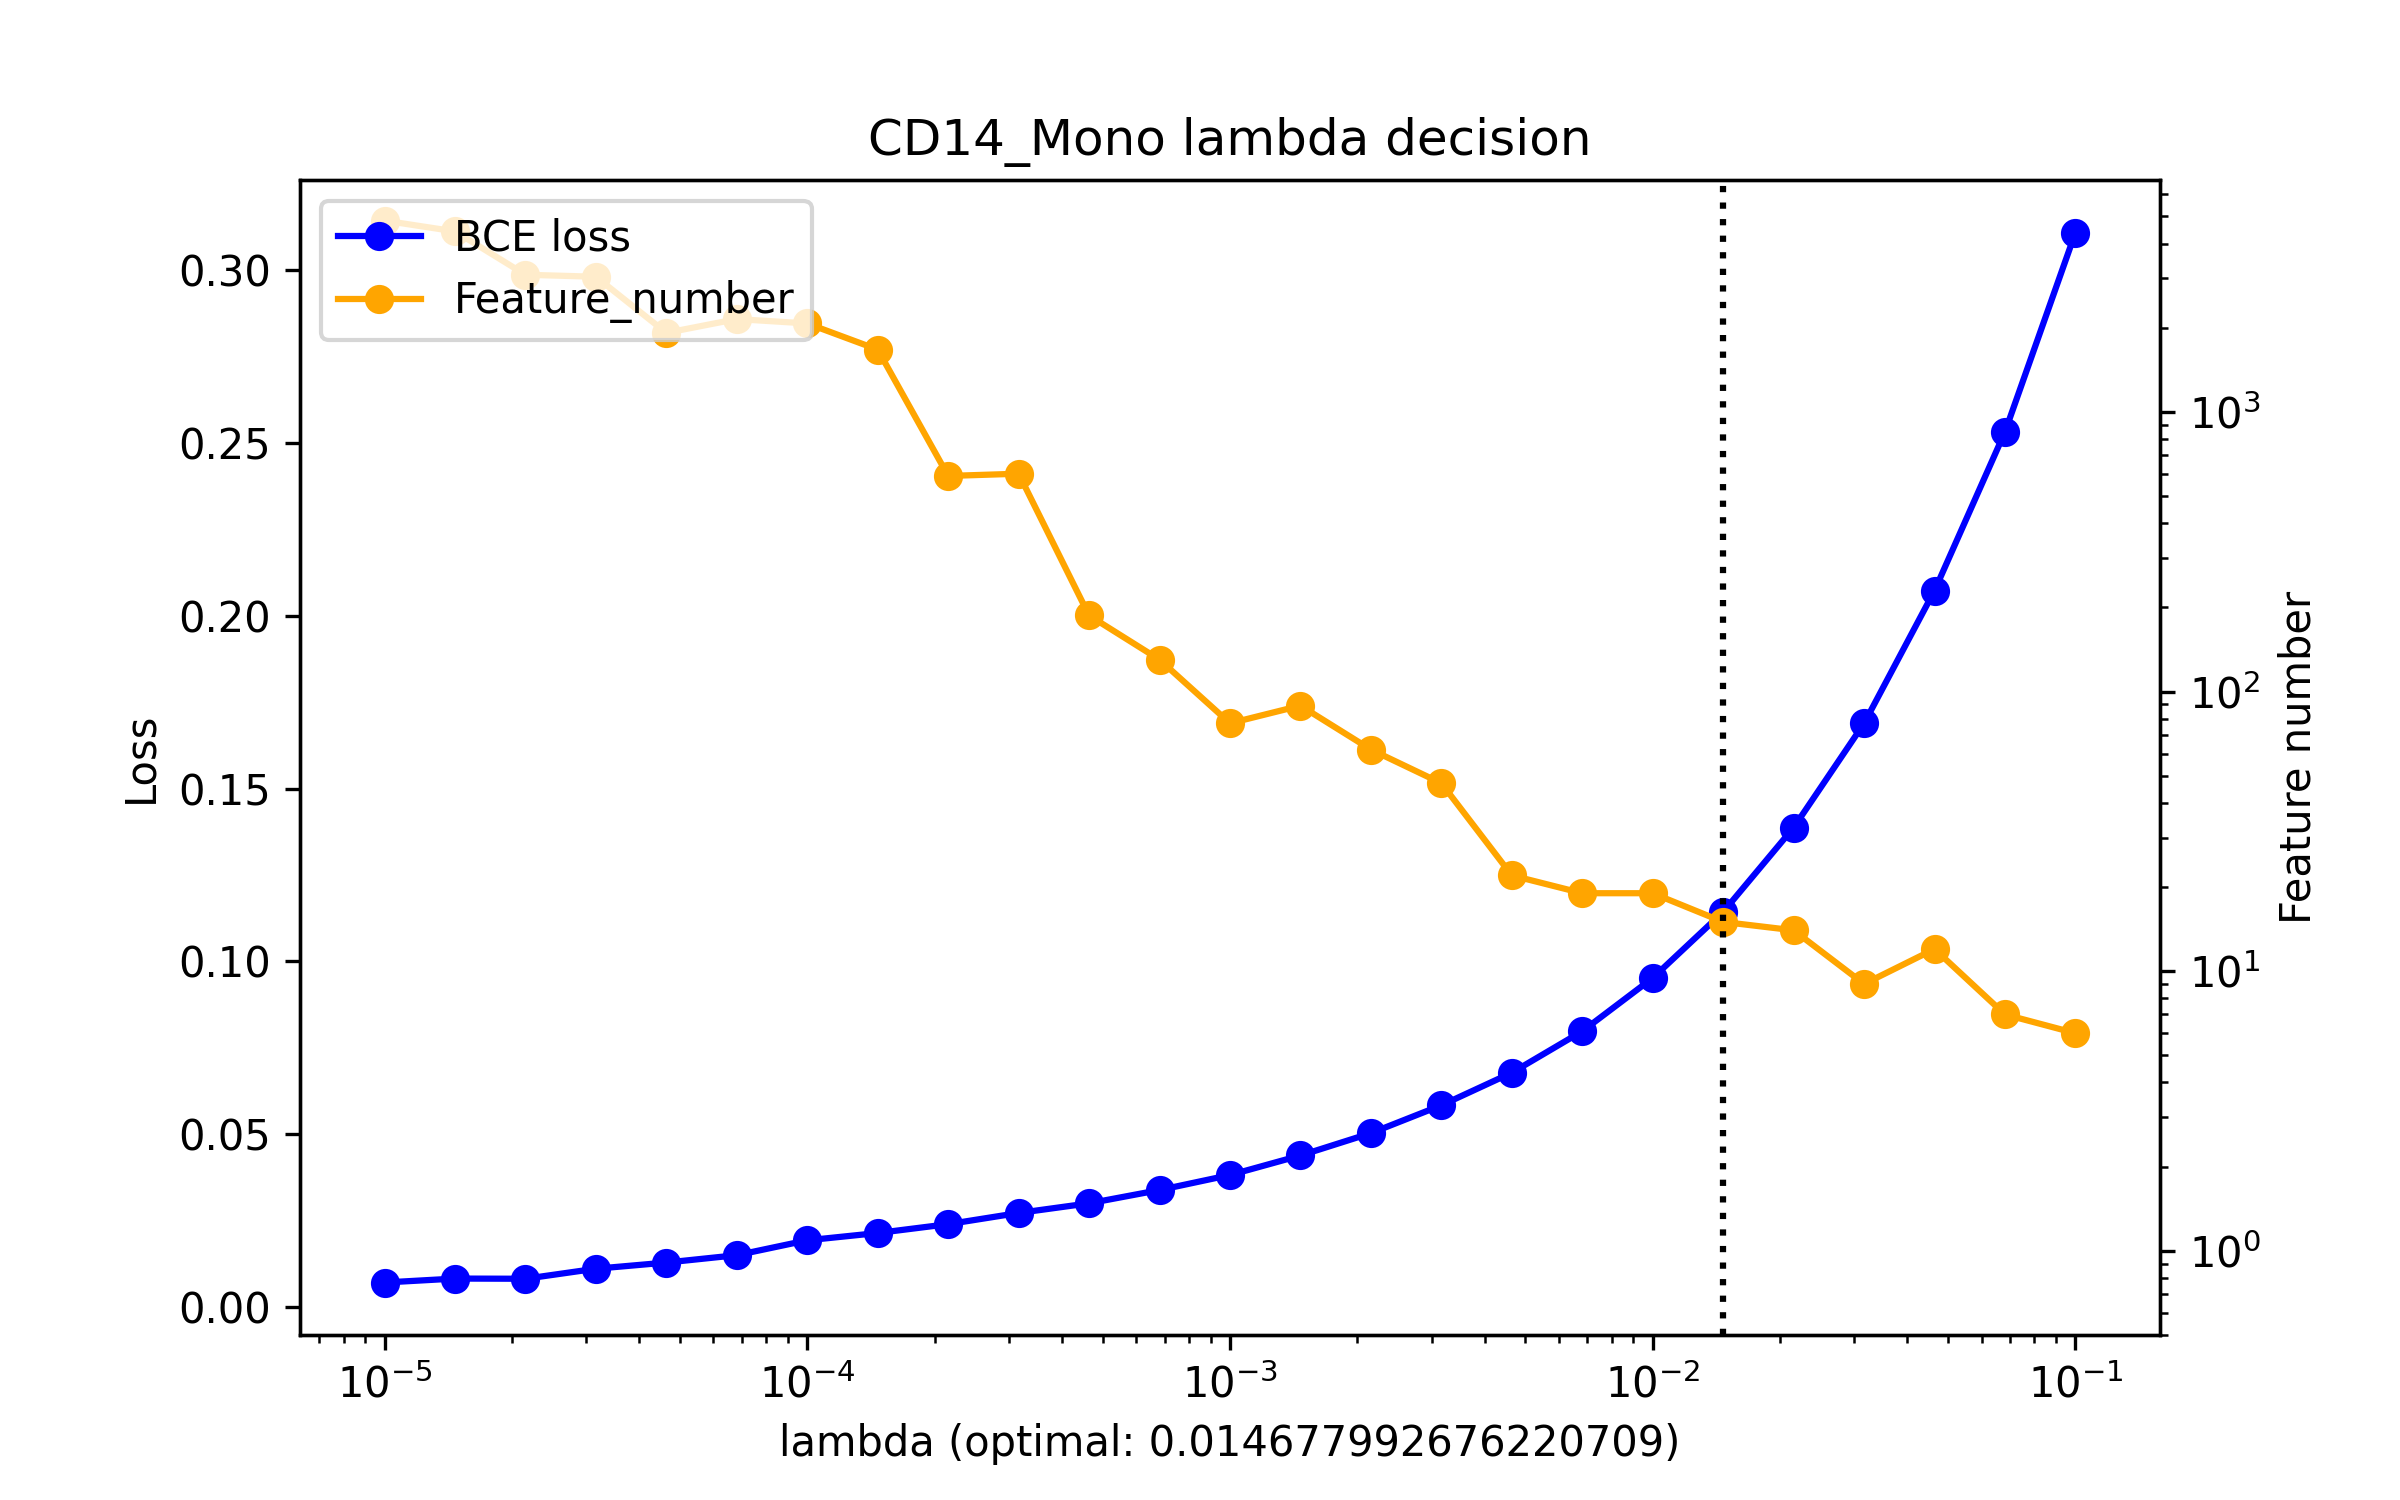 CD14_Mono lambda decision
BCE loss
Feature_number
0.30
0.25
0.20
0.15
0.10
0.05
0.00
Loss
10³
10²
10¹
10⁰
Feature number
10⁻⁵ 10⁻⁴ 10⁻³ 10⁻² 10⁻¹
lambda (optimal: 0.014677992676220709)